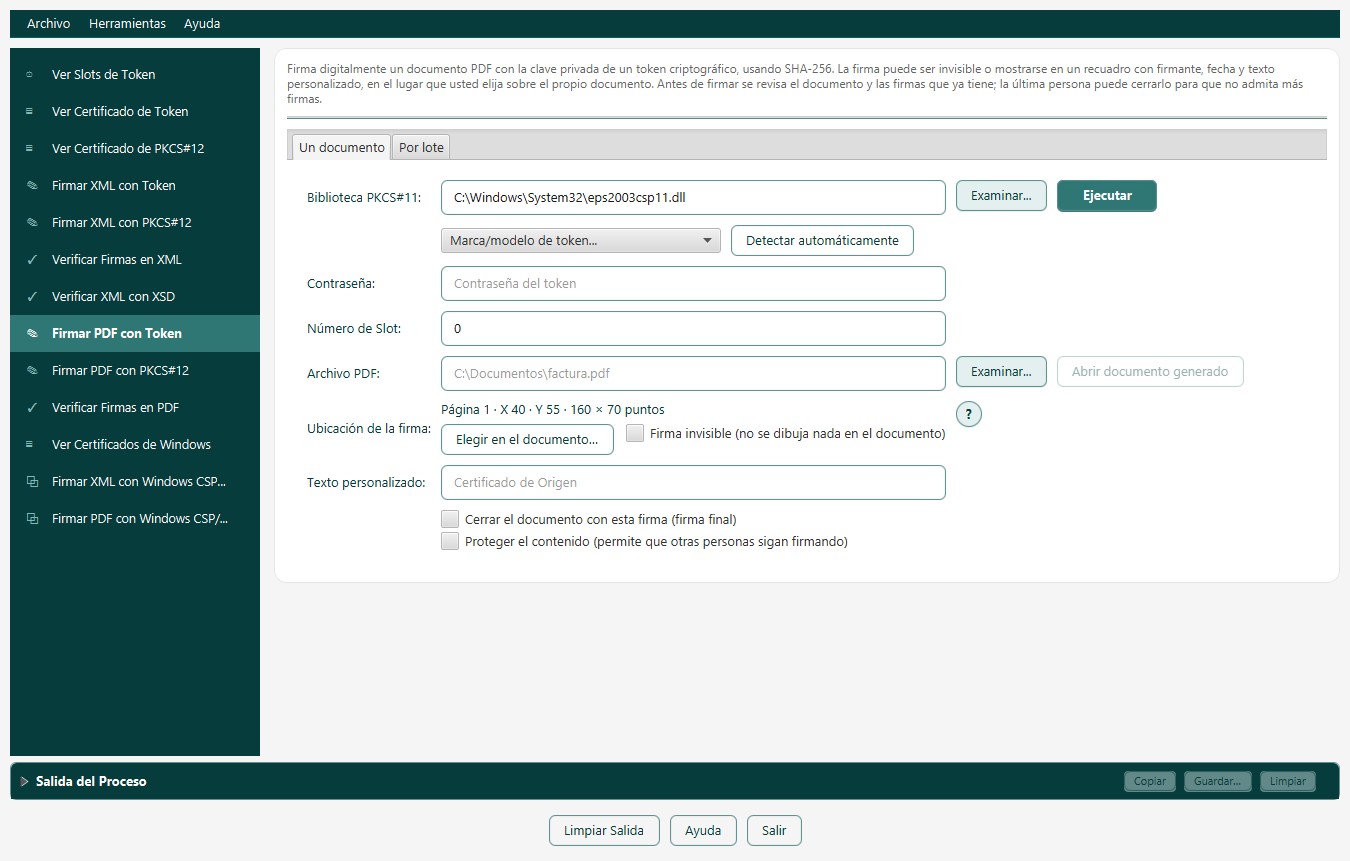 Archivo Herramientas Ayuda
Ver Slots de Token
Ver Certificado de Token
Ver Certificado de PKCS#12
Firmar XML con Token
Firmar XML con PKCS#12
Verificar Firmas en XML
Verificar XML con XSD
Firmar PDF con Token
Firmar PDF con PKCS#12
Verificar Firmas en PDF
Ver Certificados de Windows
Firmar XML con Windows CSP...
Firmar PDF con Windows CSP/...
Firma digitalmente un documento PDF con la clave privada de un token criptográfico, usando SHA-256. La firma puede ser invisible o mostrarse en un recuadro con firmante, fecha y texto
personalizado, en el lugar que usted elija sobre el propio documento. Antes de firmar se revisa el documento y las firmas que ya tiene; la última persona puede cerrarlo para que no admita más
firmas.
Un documento Por lote
Biblioteca PKCS#11: C:\Windows\System32\eps2003csp11.dll Examinar... Ejecutar
Marca/modelo de token... Detectar automáticamente
Contraseña: Contraseña del token
Número de Slot: 0
Archivo PDF: C:\Documentos\factura.pdf Examinar... Abrir documento generado
Página 1 · X 40 · Y 55 · 160 × 70 puntos ?
Ubicación de la firma: Elegir en el documento... Firma invisible (no se dibuja nada en el documento)
Texto personalizado: Certificado de Origen
Cerrar el documento con esta firma (firma final)
Proteger el contenido (permite que otras personas sigan firmando)
Salida del Proceso Copiar Guardar... Limpiar
Limpiar Salida Ayuda Salir